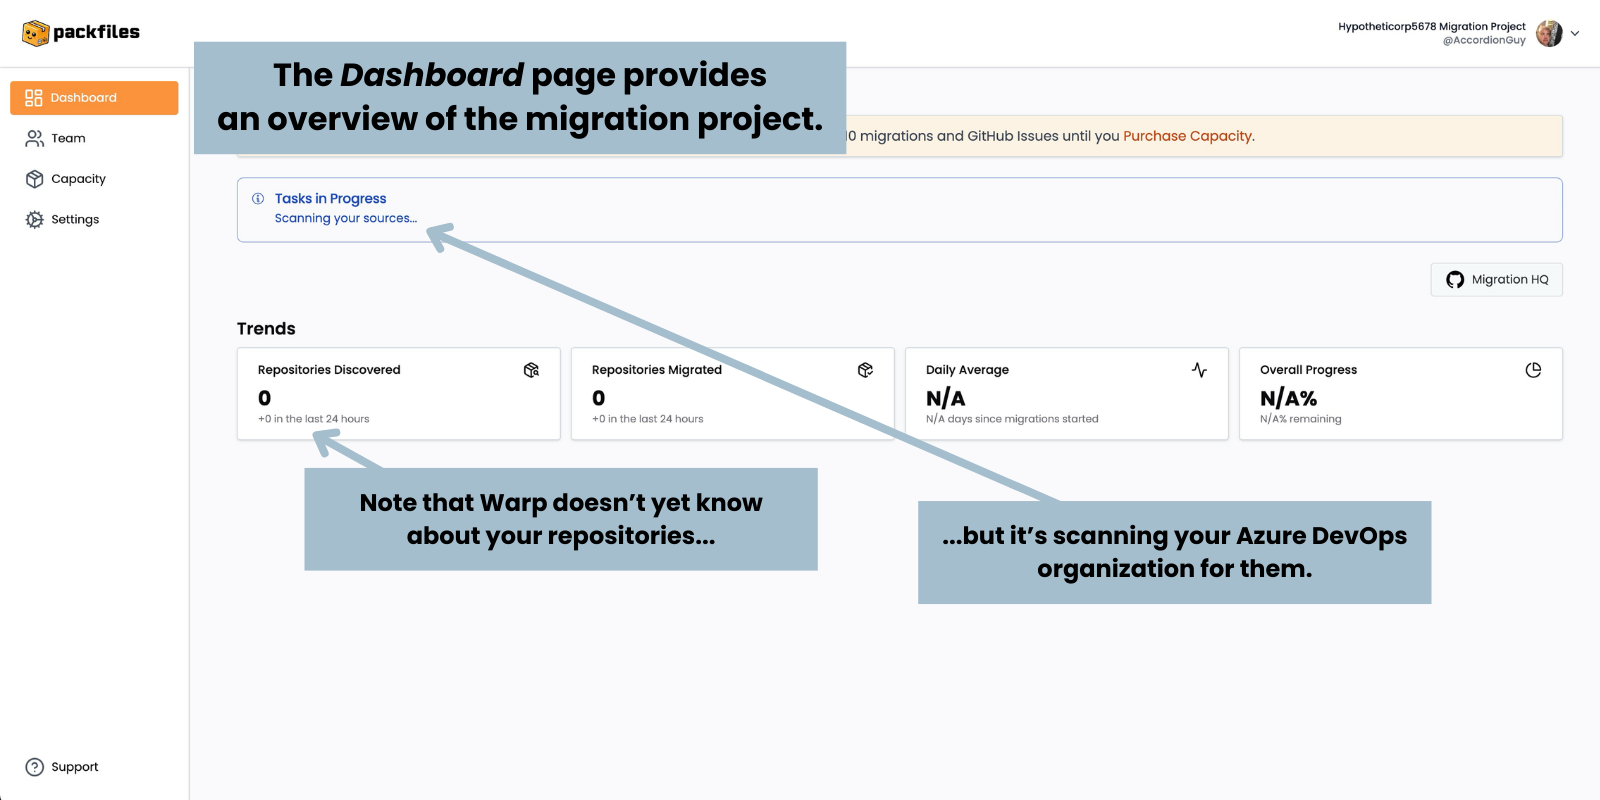 packfiles
Hypotheticorp5678 Migration Project
@AccordionGuy
The Dashboard page provides
an overview of the migration project.
Dashboard
Team
Capacity
Settings
10 migrations and GitHub Issues until you Purchase Capacity.
Tasks in Progress
Scanning your sources...
Migration HQ
Trends
Repositories Discovered
0
+0 in the last 24 hours
Repositories Migrated
0
+0 in the last 24 hours
Daily Average
N/A
N/A days since migrations started
Overall Progress
N/A%
N/A% remaining
Note that Warp doesn’t yet know
about your repositories...
...but it’s scanning your Azure DevOps
organization for them.
Support